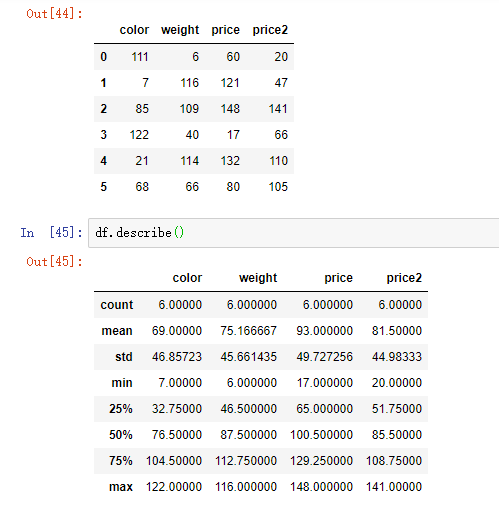 Out[44]:
color weight price price2
0 111 6 60 20
1 7 116 121 47
2 85 109 148 141
3 122 40 17 66
4 21 114 132 110
5 68 66 80 105
In [45]: df.describe()
Out[45]:
color weight price price2
count 6.00000 6.000000 6.000000 6.00000
mean 69.00000 75.166667 93.000000 81.50000
std 46.85723 45.661435 49.727256 44.98333
min 7.00000 6.000000 17.000000 20.00000
25% 32.75000 46.500000 65.000000 51.75000
50% 76.50000 87.500000 100.500000 85.50000
75% 104.50000 112.750000 129.250000 108.75000
max 122.00000 116.000000 148.000000 141.00000